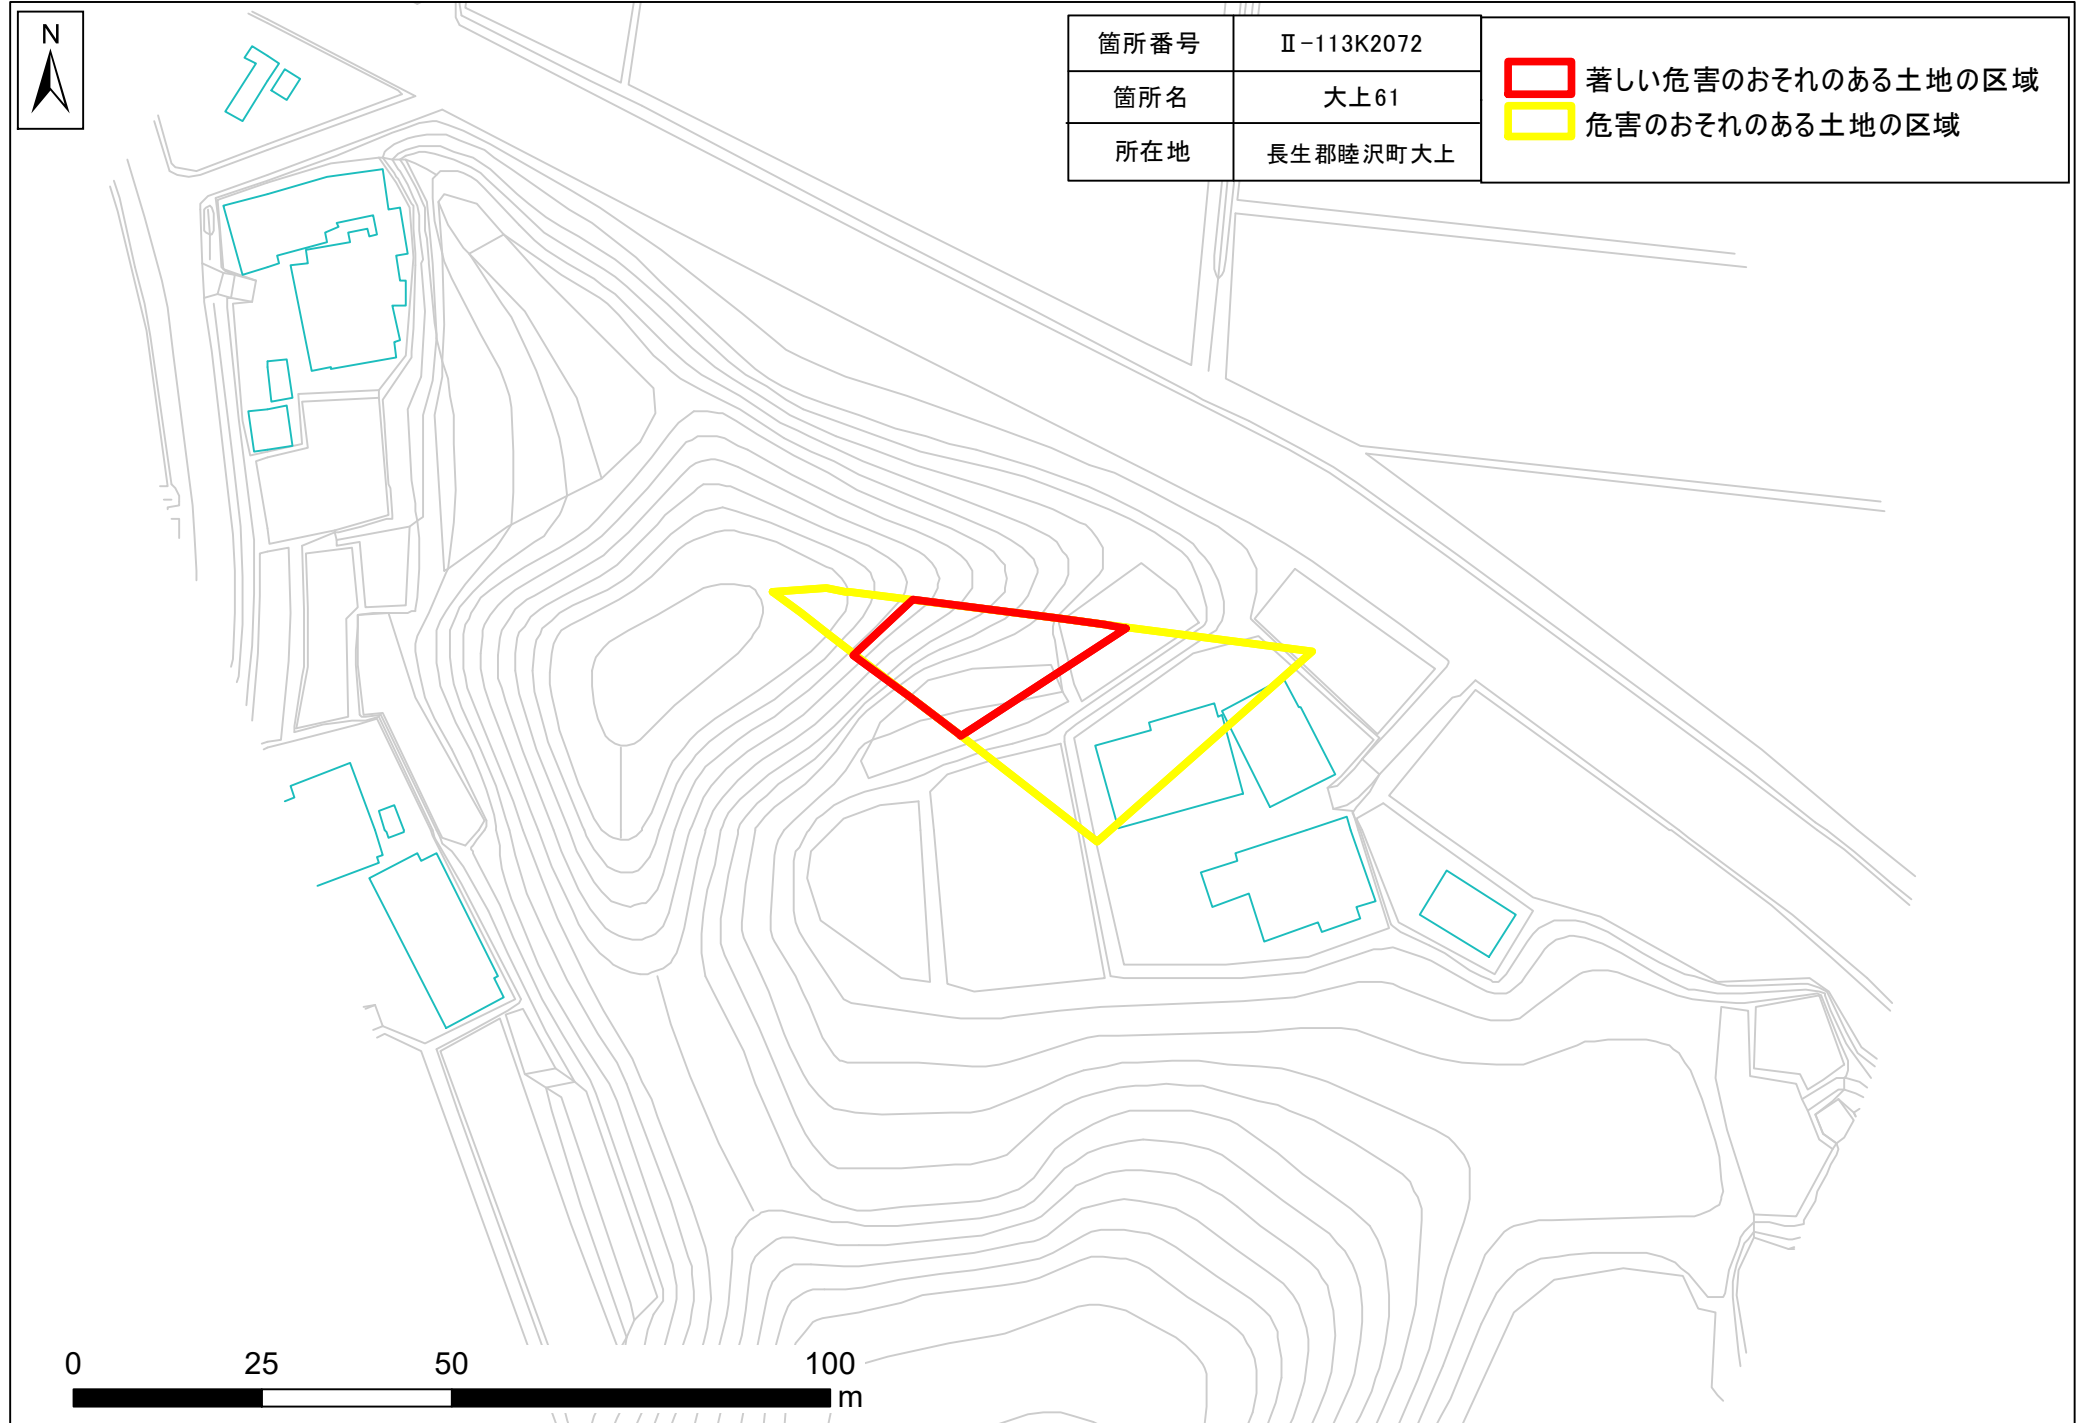 N
箇所番号 Ⅱ-113K2072
箇所名 大上61
所在地 長生郡睦沢町大上
著しい危害のおそれのある土地の区域
危害のおそれのある土地の区域
0 25 50 100
m